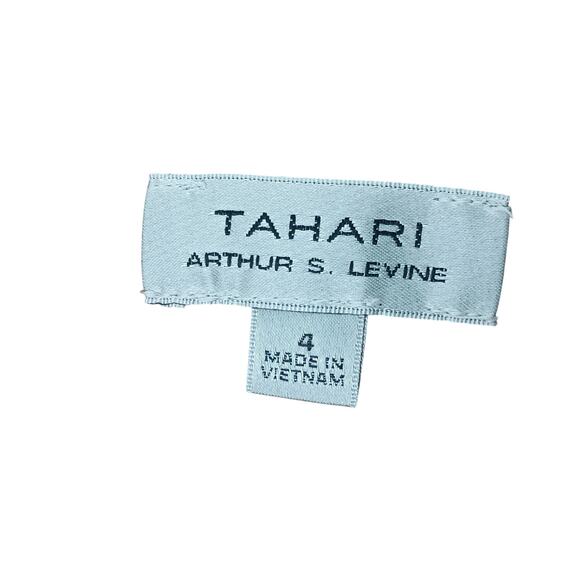 TAHARI
ARTHUR S. LEVINE
4
MADE IN
VIETNAM